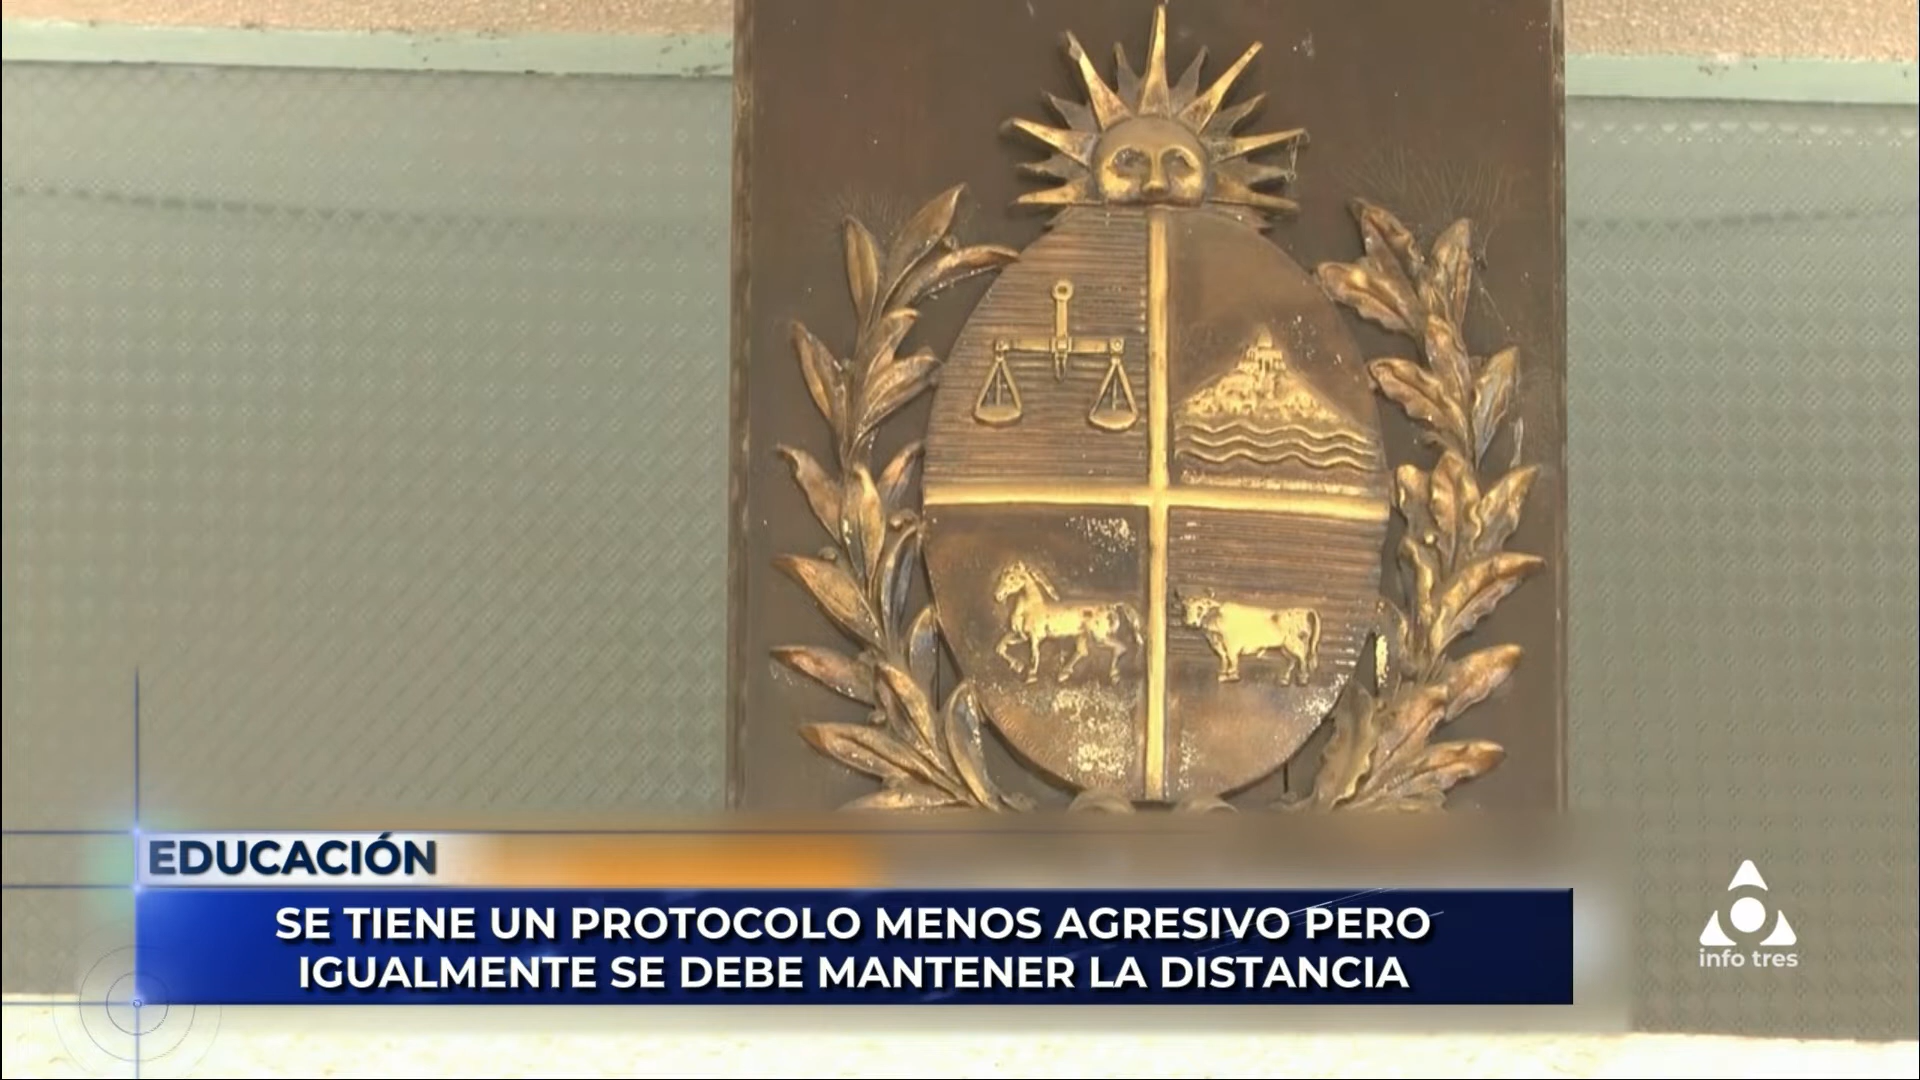 EDUCACIÓN
SE TIENE UN PROTOCOLO MENOS AGRESIVO PERO
IGUALMENTE SE DEBE MANTENER LA DISTANCIA
info tres